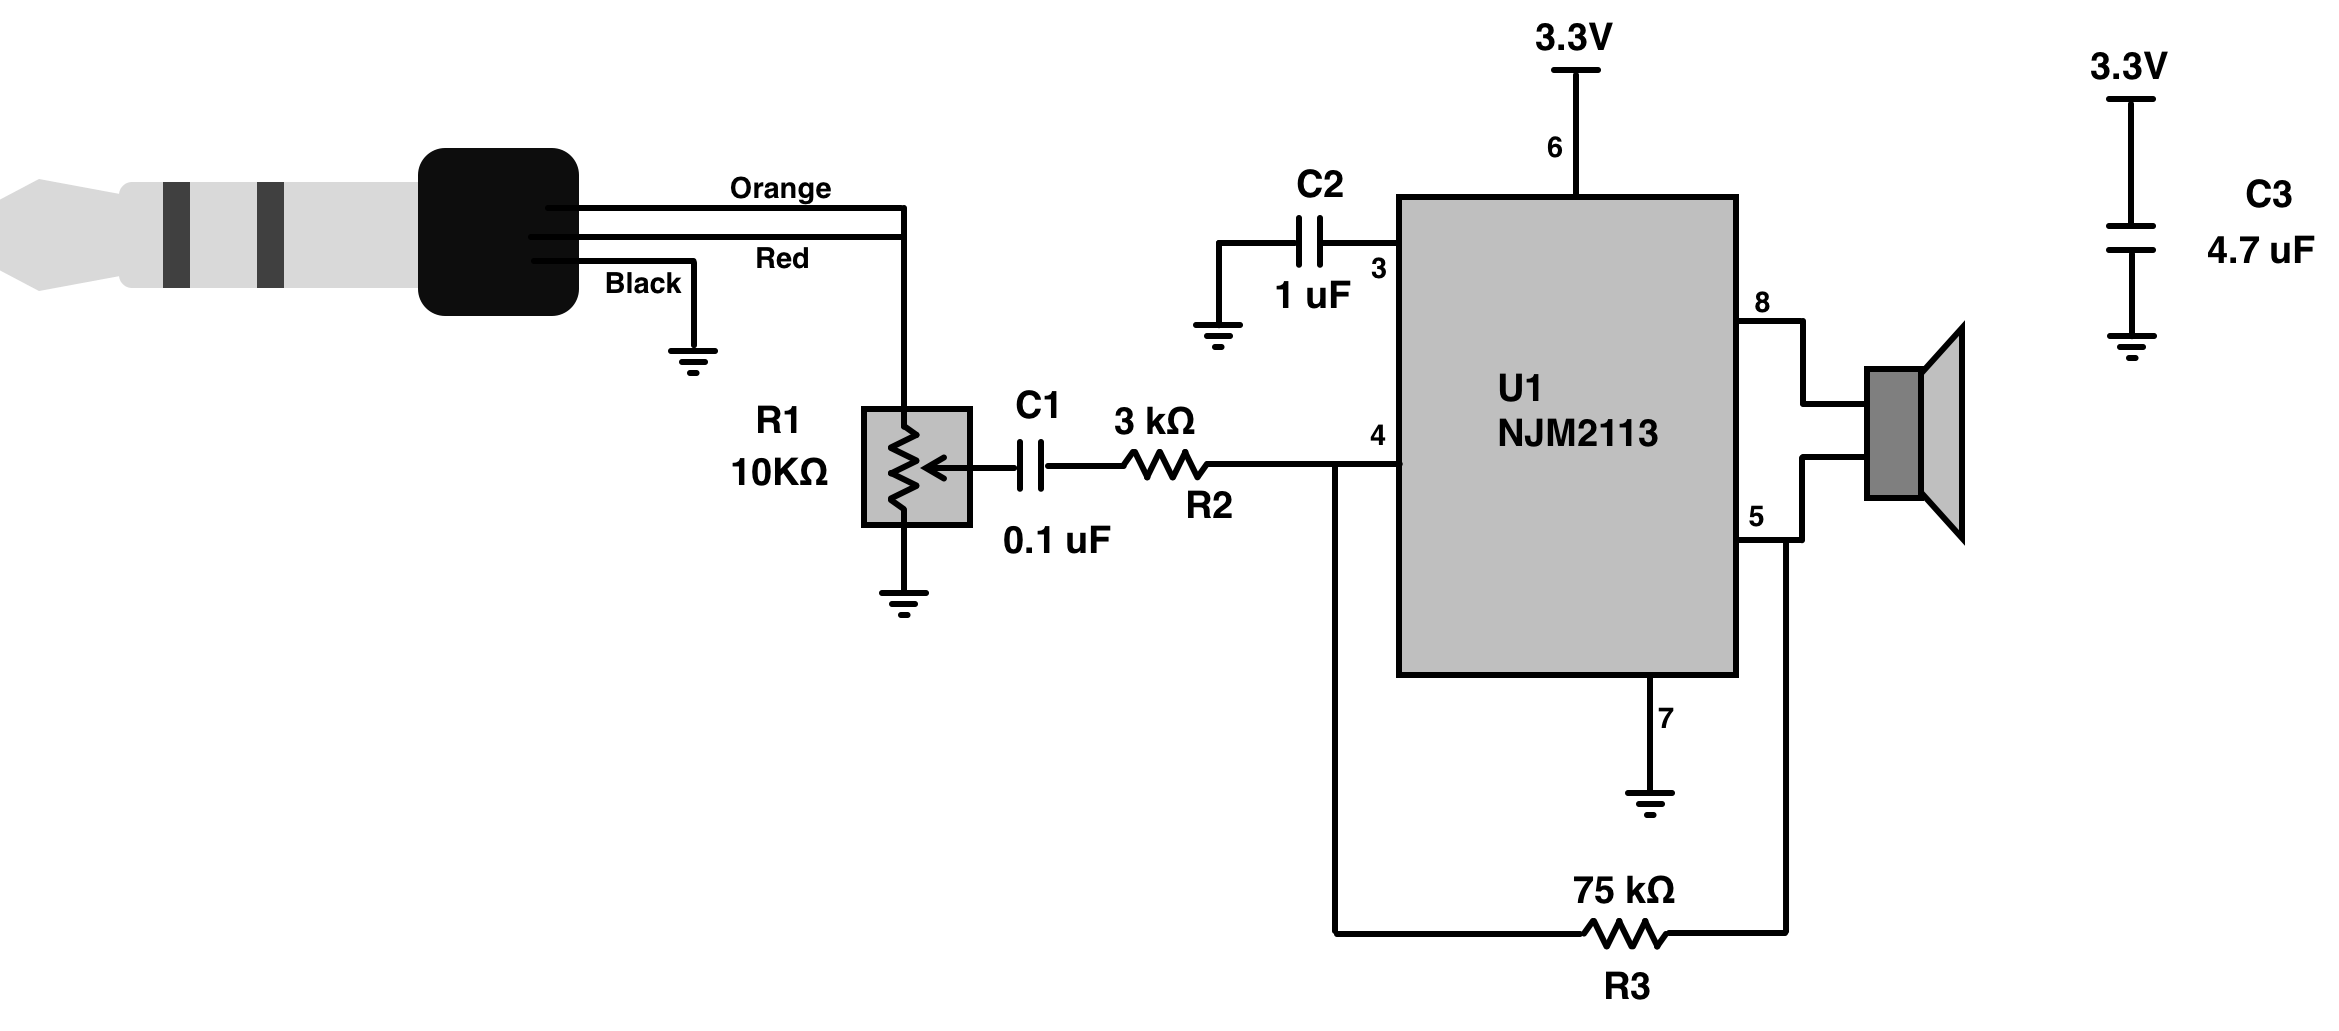 3.3V
3.3V
6
Orange
Red
Black
C2
3
1 uF
C3
4.7 uF
8
R1
10KΩ
C1
0.1 uF
3 kΩ
R2
4
U1
NJM2113
5
7
75 kΩ
R3